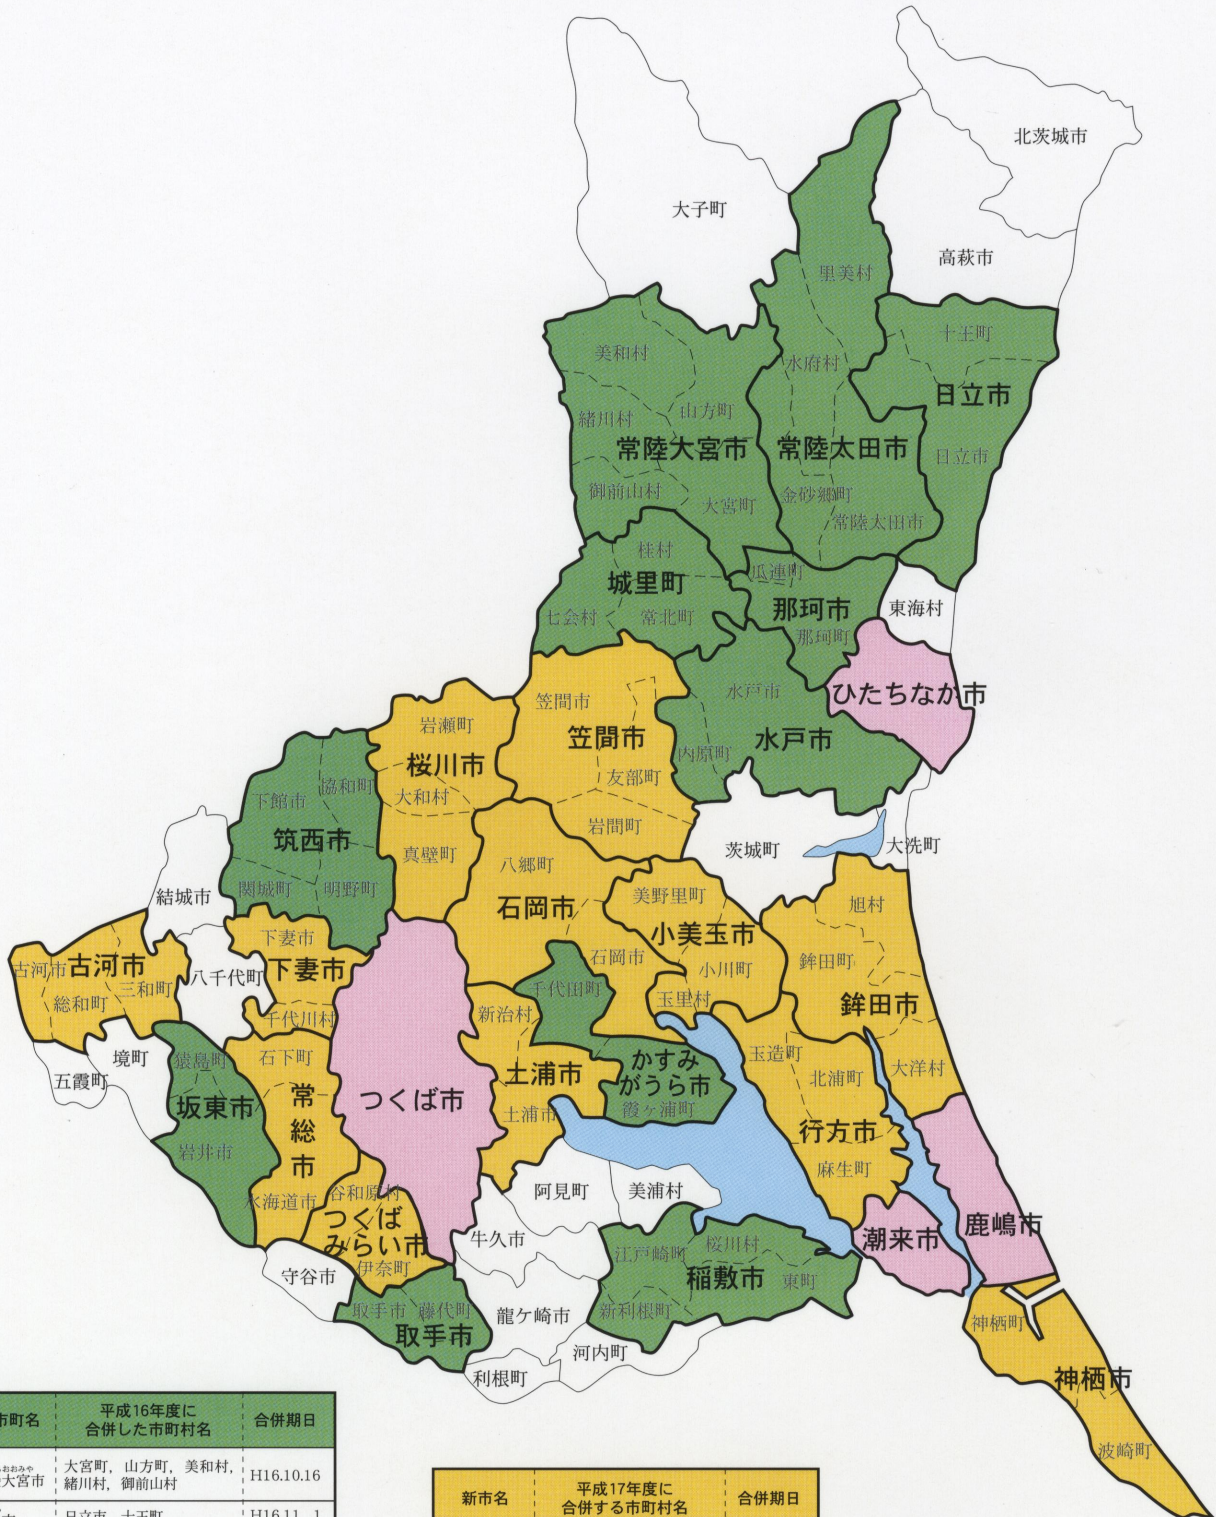 北茨城市
大子町
高萩市
里美村
十王町
美和村
水府村
日立市
緒川村
山方町
常陸大宮市
常陸太田市
日立市
御前山村
大宮町
金砂郷町
常陸太田市
桂村
瓜連町
城里町
那珂市
東海村
七会村
常北町
那珂町
水戸市
ひたちなか市
笠間市
岩瀬町
笠間市
水戸市
内原町
桜川市
友部町
協和町
下館市
大和村
岩間町
筑西市
真壁町
茨城町
大洗町
八郷町
関城町
明野町
結城市
美野里町
旭村
石岡市
小美玉市
下妻市
古河市
古河市
下妻市
八千代町
石岡市
小川町
鉾田町
三和町
総和町
千代田町
玉里村
鉾田市
千代川村
新治村
境町
猿島町
石下町
玉造町
北浦町
大洋村
五霞町
かすみ
がうら市
土浦市
坂東市
常
総
市
つくば市
土浦市
霞ヶ浦町
行方市
岩井市
麻生町
水海道市
谷和原村
阿見町
美浦村
つくば
みらい市
牛久市
江戸崎町
桜川村
潮来市
鹿嶋市
守谷市
伊奈町
稲敷市
東町
取手市
藤代町
取手市
龍ケ崎市
新利根町
神栖町
河内町
利根町
神栖市
波崎町
市町名
平成16年度に
合併した市町村名
合併期日
おおみや
大宮市
大宮町，山方町，美和村，
緒川村，御前山村
H16.10.16
日立市，十王町
H16.11. 1
新市名
平成17年度に
合併する市町村名
合併期日